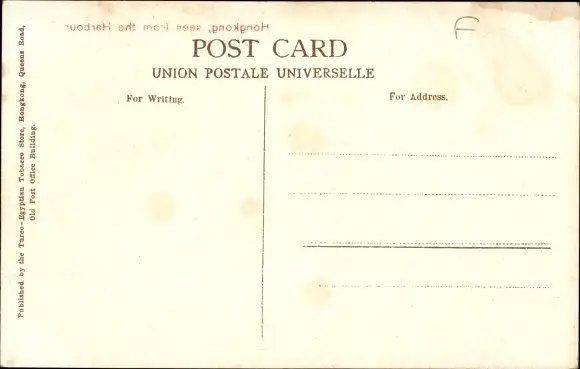 Hongkong, seen from the Harbour
F
POST CARD
UNION POSTALE UNIVERSELLE
For Writing.
For Address.
Published by the Turco-Egyptian Tobacco Store, Hongkong, Queens Road,
Old Post Office Building.